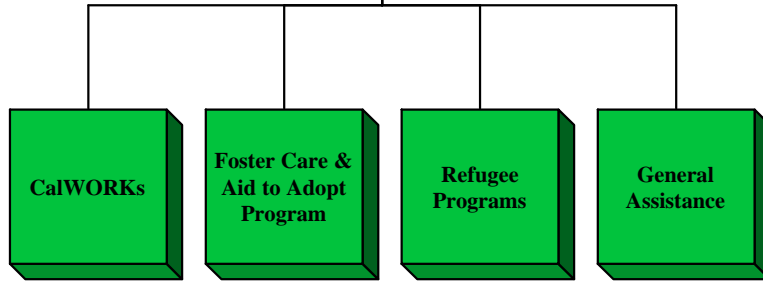 CalWORKs
Foster Care &
Aid to Adopt
Program
Refugee
Programs
General
Assistance